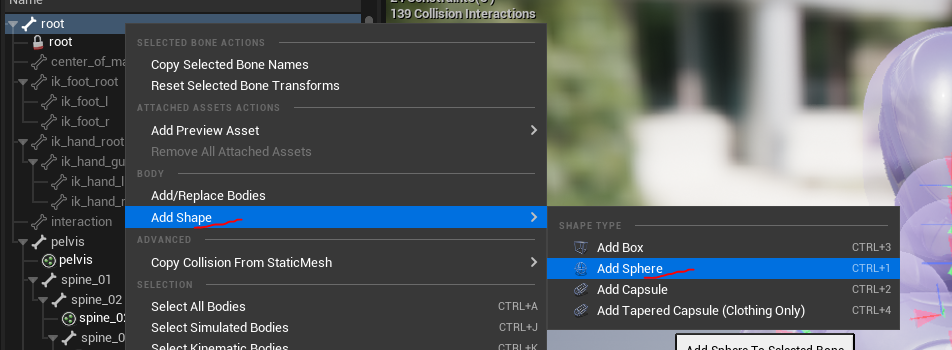 Name
root
139 Collision Interactions
root
center_of_ma
ik_foot_root
ik_foot_l
ik_foot_r
ik_hand_root
ik_hand_gu
ik_hand_l
ik_hand_r
interaction
pelvis
pelvis
spine_01
spine_02
spine_02
spine_0
SELECTED BONE ACTIONS
Copy Selected Bone Names
Reset Selected Bone Transforms
ATTACHED ASSETS ACTIONS
Add Preview Asset
Remove All Attached Assets
BODY
Add/Replace Bodies
Add Shape
ADVANCED
Copy Collision From StaticMesh
SELECTION
Select All Bodies CTRL+A
Select Simulated Bodies CTRL+J
Select Kinematic Bodies CTRL+K
SHAPE TYPE
Add Box CTRL+3
Add Sphere CTRL+1
Add Capsule CTRL+2
Add Tapered Capsule (Clothing Only) CTRL+4
Add Sphere To Selected Bone